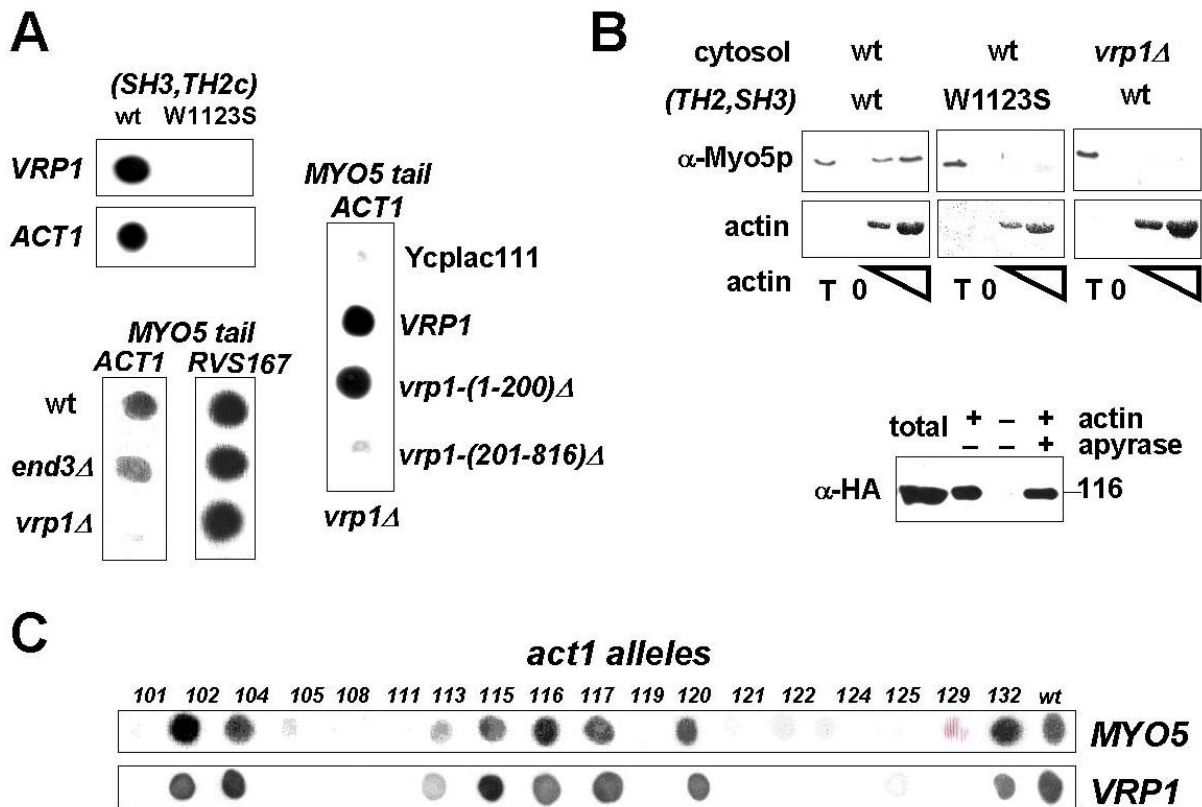 A
(SH3,TH2c)
wt W1123S
VRP1
ACT1
MYO5 tail
ACT1 RVS167
wt
end3Δ
vrp1Δ
MYO5 tail
ACT1
Ycplac111
VRP1
vrp1-(1-200)Δ
vrp1-(201-816)Δ
vrp1Δ
B
cytosol wt wt vrp1Δ
(TH2,SH3) wt W1123S wt
α-Myo5p
actin
actin T 0 T 0 T 0
total + – + actin
– – + apyrase
α-HA 116
C
act1 alleles
101 102 104 105 108 111 113 115 116 117 119 120 121 122 124 125 129 132 wt
MYO5
VRP1